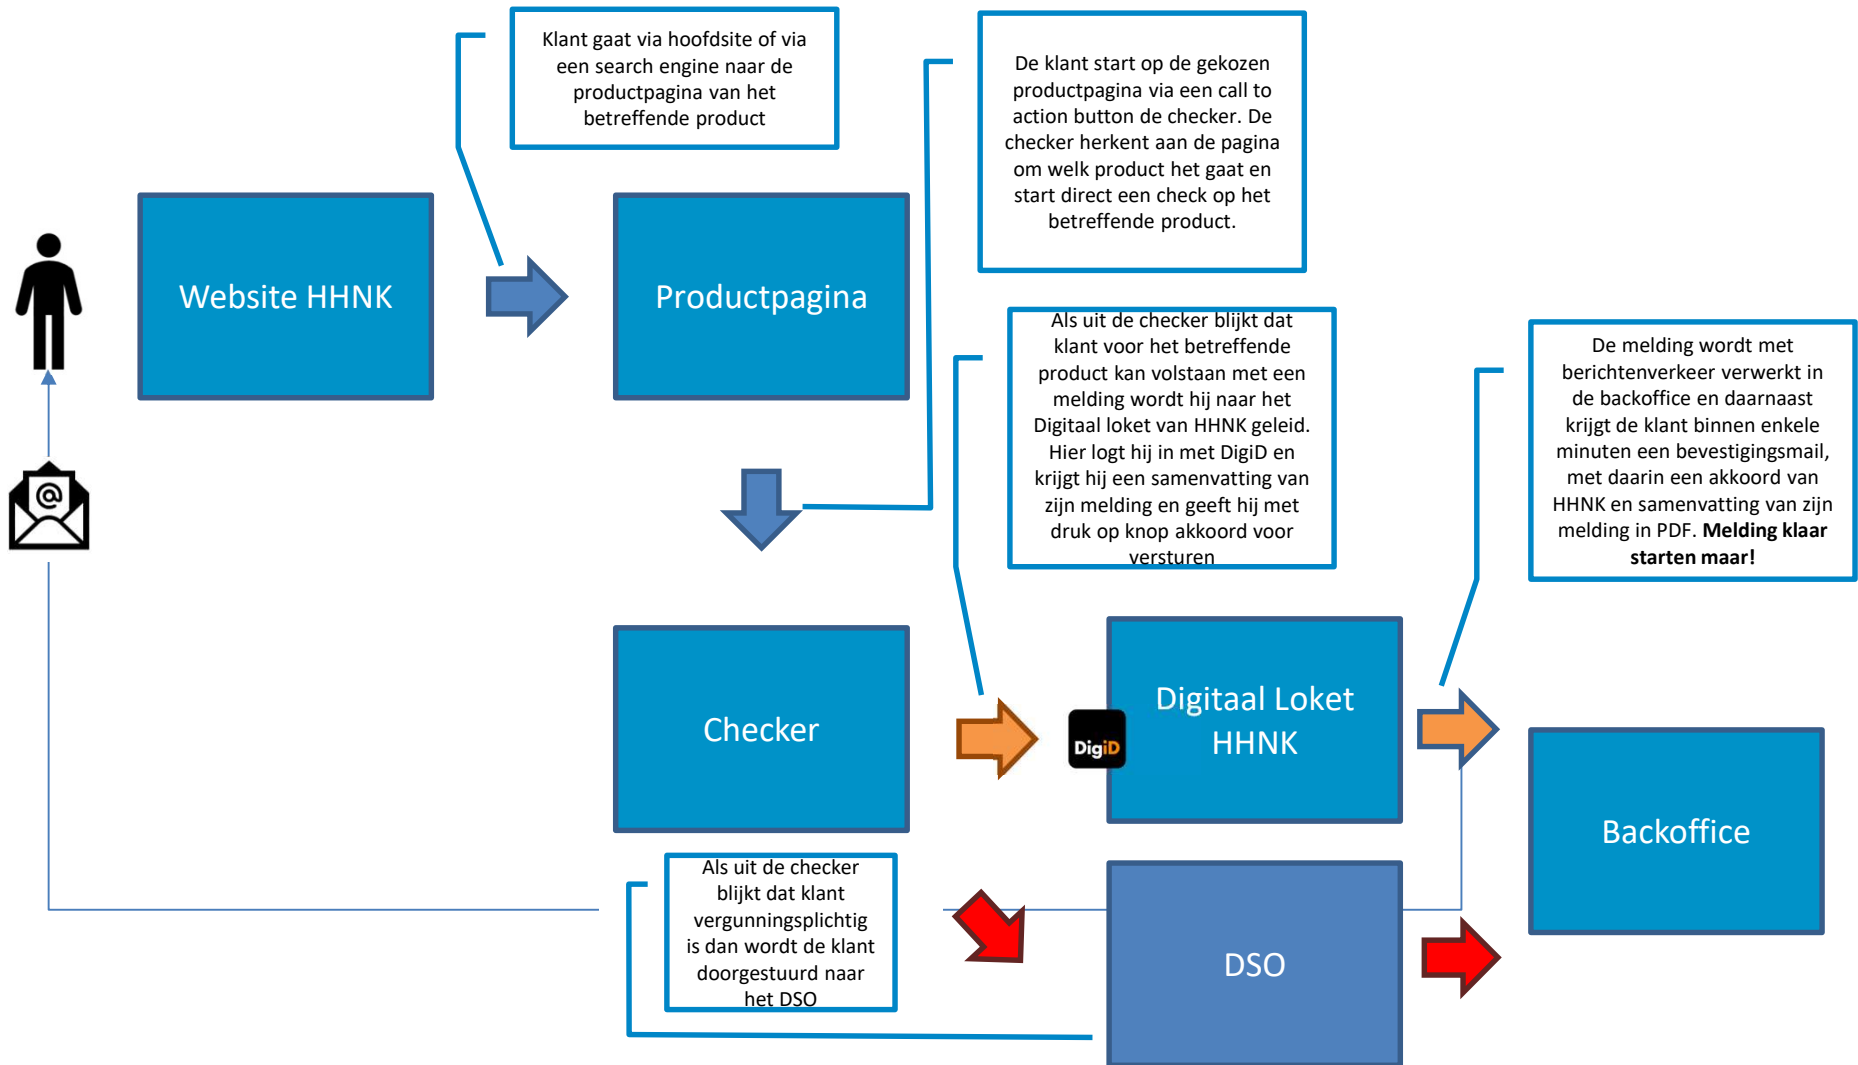 Klant gaat via hoofdsite of via
een search engine naar de
productpagina van het
betreffende product
De klant start op de gekozen
productpagina via een call to
action button de checker. De
checker herkent aan de pagina
om welk product het gaat en
start direct een check op het
betreffende product.
Website HHNK
Productpagina
Als uit de checker blijkt dat
klant voor het betreffende
product kan volstaan met een
melding wordt hij naar het
Digitaal loket van HHNK geleid.
Hier logt hij in met DigiD en
krijgt hij een samenvatting van
zijn melding en geeft hij met
druk op knop akkoord voor
versturen
De melding wordt met
berichtenverkeer verwerkt in
de backoffice en daarnaast
krijgt de klant binnen enkele
minuten een bevestigingsmail,
met daarin een akkoord van
HHNK en samenvatting van zijn
melding in PDF. Melding klaar
starten maar!
@
Checker
DigiD
Digitaal Loket
HHNK
Backoffice
Als uit de checker
blijkt dat klant
vergunningsplichtig
is dan wordt de klant
doorgestuurd naar
het DSO
DSO